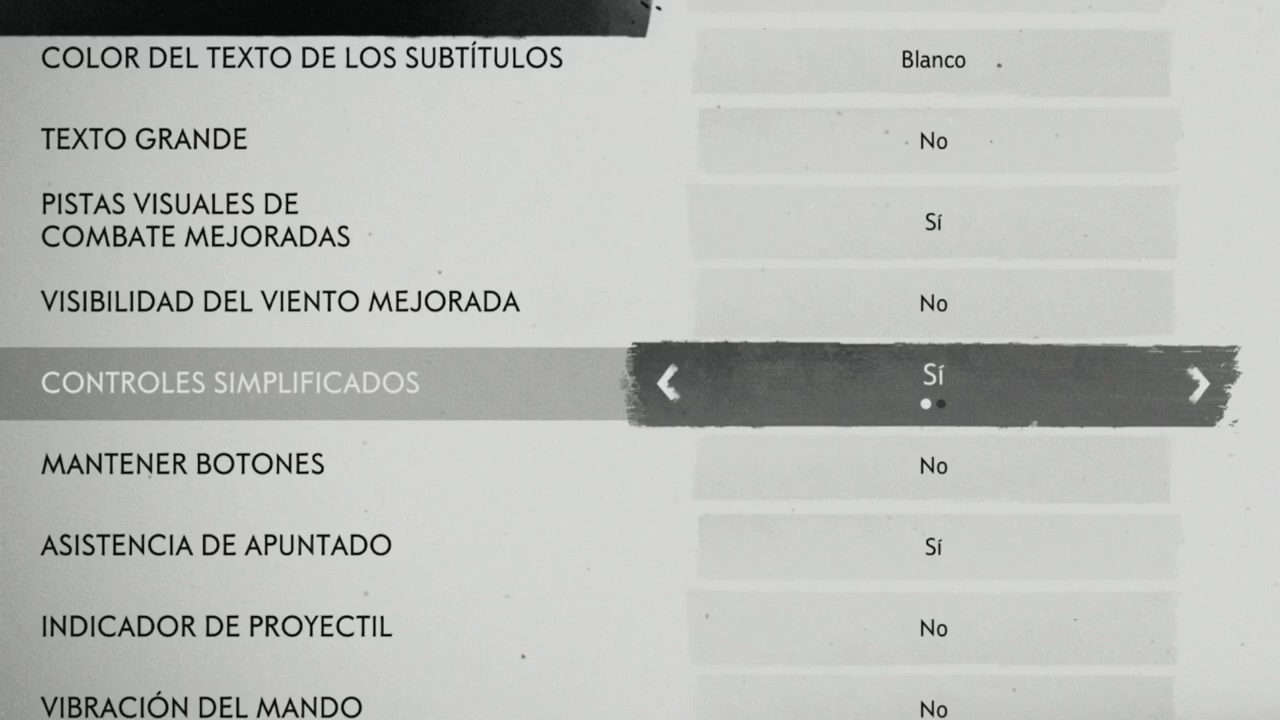 COLOR DEL TEXTO DE LOS SUBTÍTULOS
Blanco
TEXTO GRANDE
No
PISTAS VISUALES DE
COMBATE MEJORADAS
Sí
VISIBILIDAD DEL VIENTO MEJORADA
No
CONTROLES SIMPLIFICADOS
Sí
MANTENER BOTONES
No
ASISTENCIA DE APUNTADO
Sí
INDICADOR DE PROYECTIL
No
VIBRACIÓN DEL MANDO
No